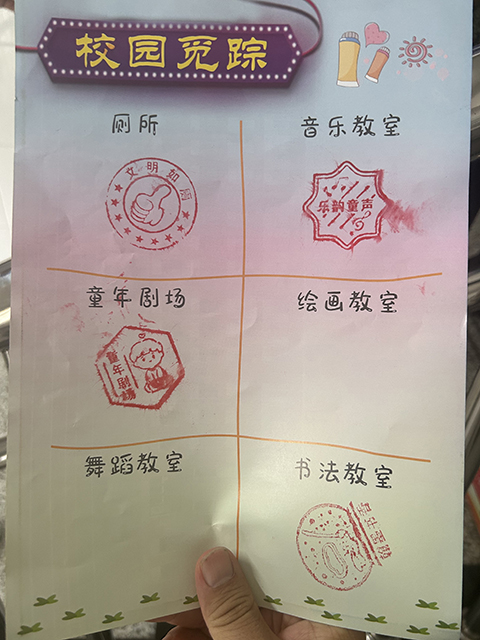 校园觅踪
厕所
音乐教室
文明如厕
乐韵童声
童年剧场
绘画教室
童年剧场
舞蹈教室
书法教室